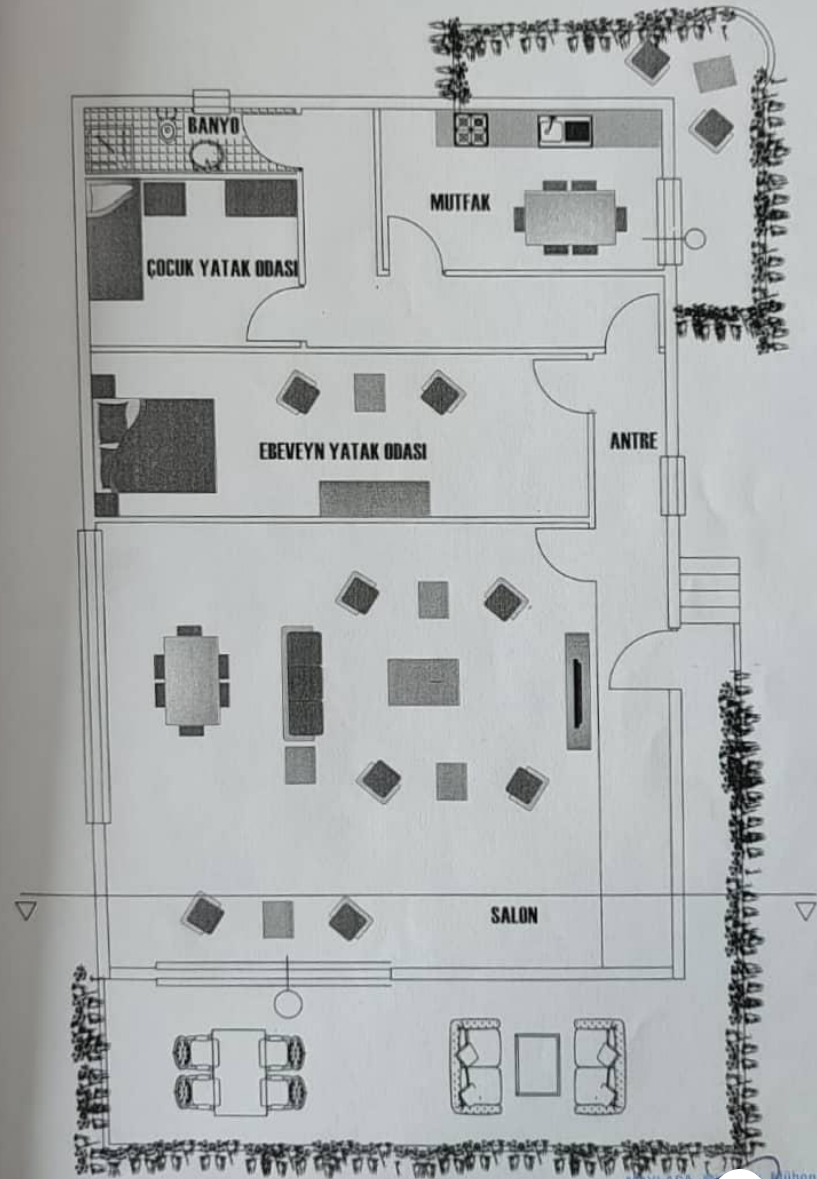 BANYO
MUTFAK
ÇOCUK YATAK ODASI
EBEVEYN YATAK ODASI
ANTRE
SALON